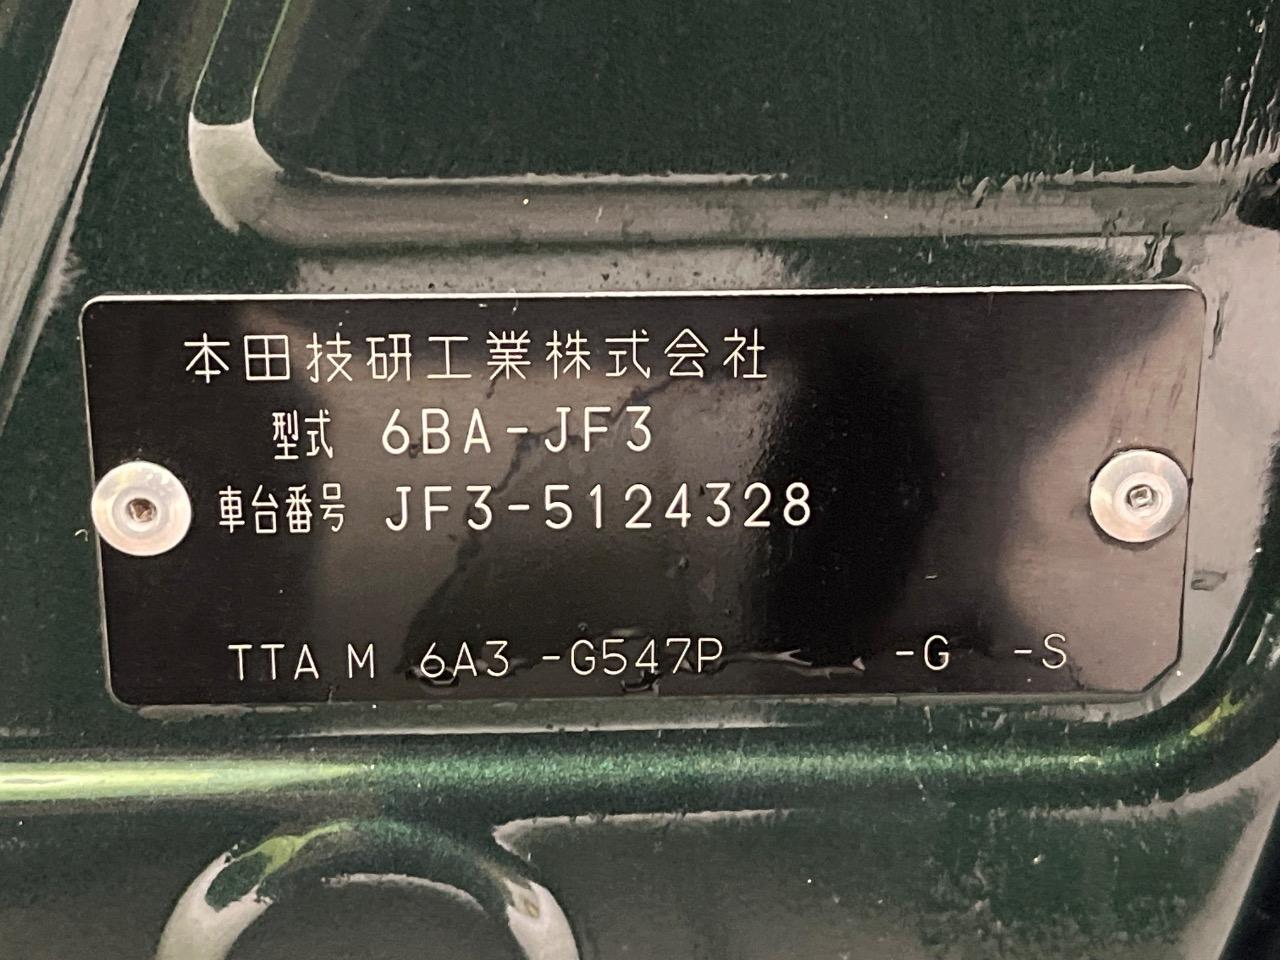 本田技研工業株式会社
型式 6BA-JF3
車台番号 JF3-5124328
TTA M 6A3 -G547P -G -S